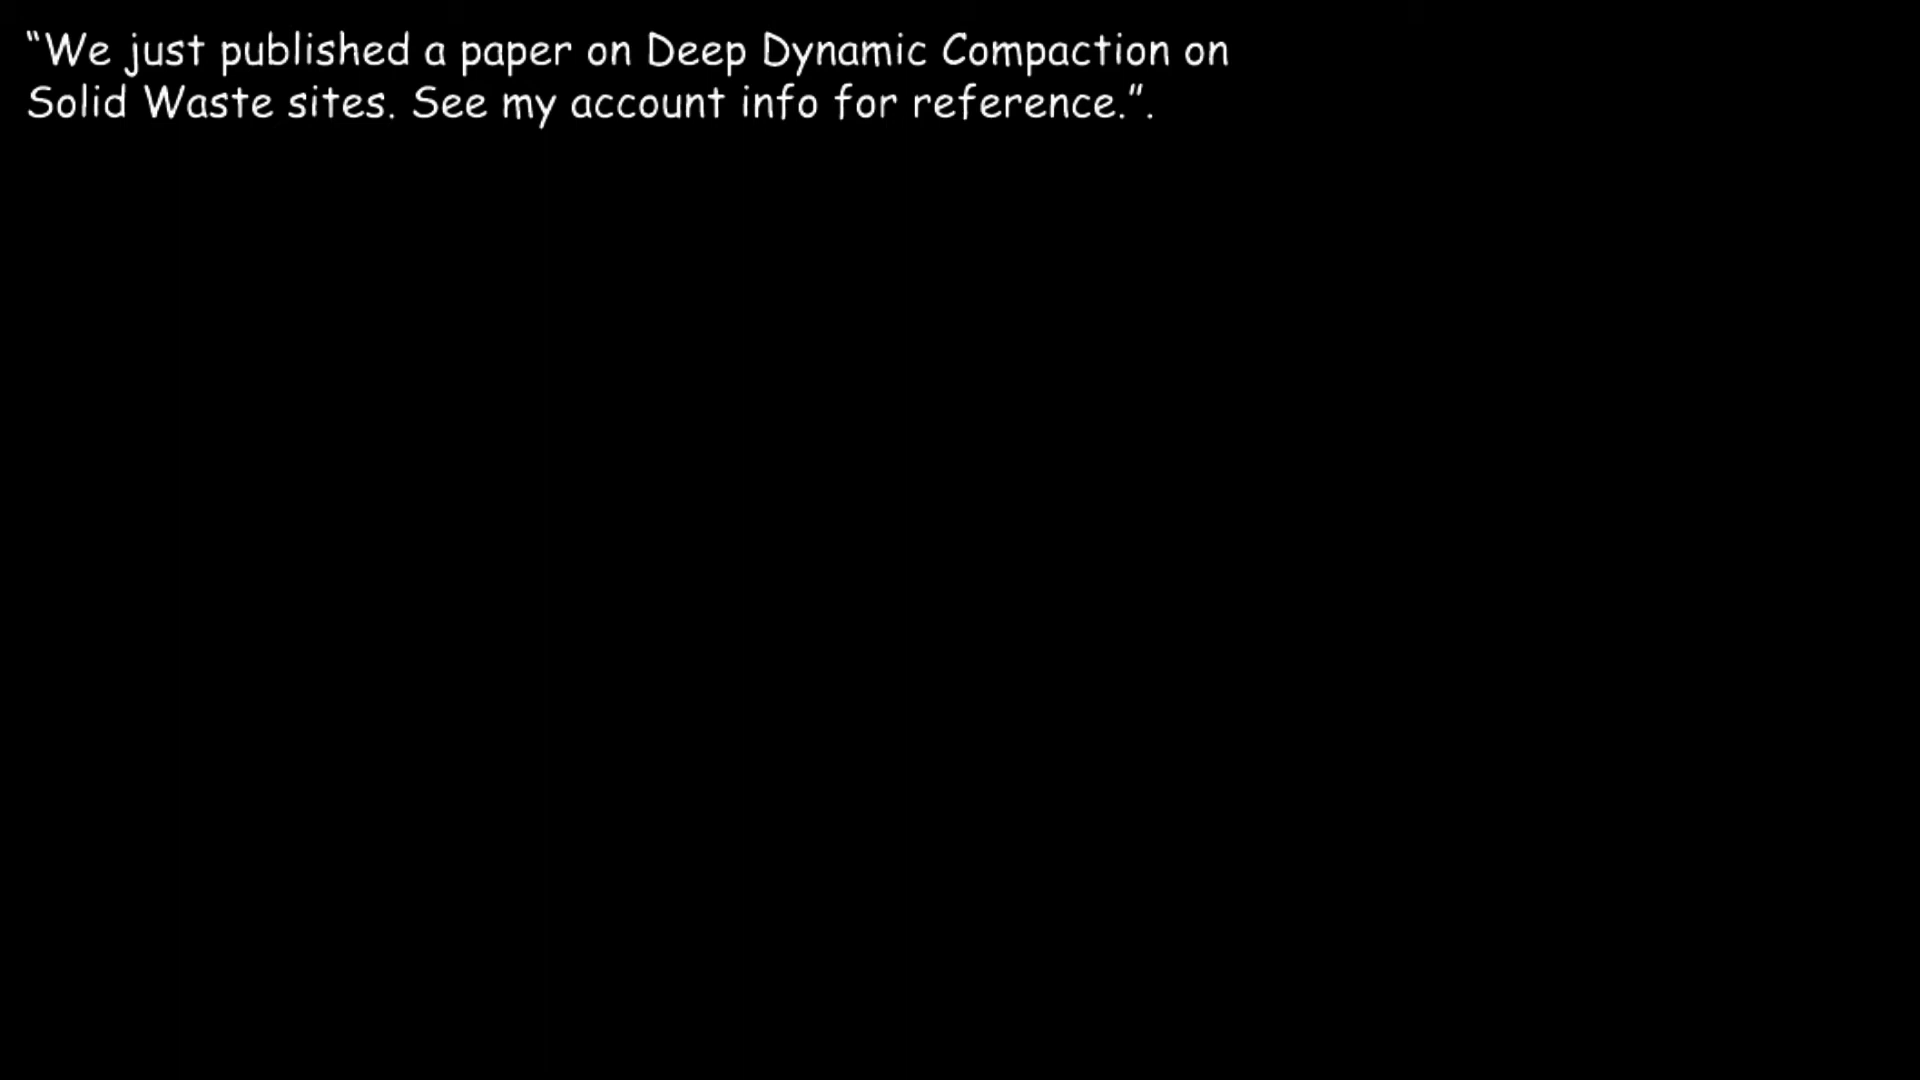 “We just published a paper on Deep Dynamic Compaction on
Solid Waste sites. See my account info for reference.”.